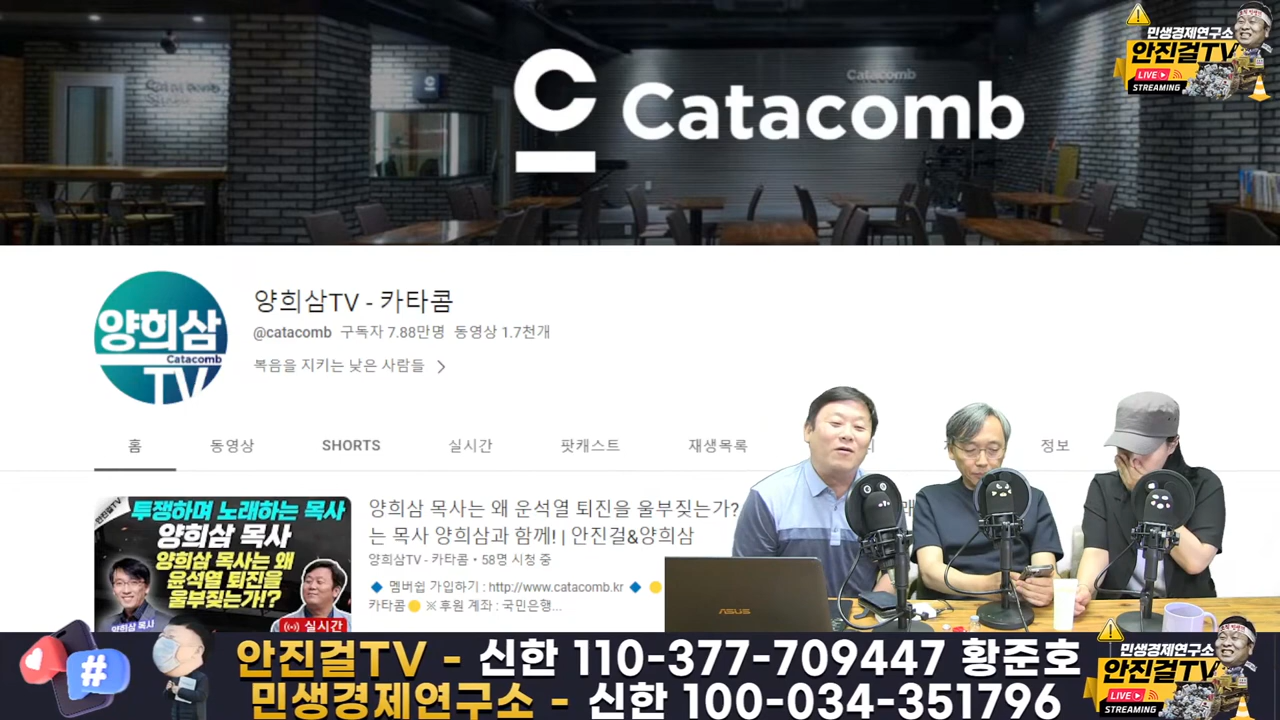 Catacomb
Catacomb
민생경제연구소
안진걸TV
LIVE
STREAMING
양희삼
Catacomb
TV
양희삼TV - 카타콤
@catacomb 구독자 7.88만명 동영상 1.7천개
복음을 지키는 낮은 사람들
홈 동영상 SHORTS 실시간 팟캐스트 재생목록 정보
안진걸TV
투쟁하며 노래하는 목사
양희삼 목사
양희삼 목사는 왜
윤석열 퇴진을
울부짖는가!?
양희삼 목사
실시간
양희삼 목사는 왜 윤석열 퇴진을 울부짖는가?
는 목사 양희삼과 함께! | 안진걸&양희삼
양희삼TV - 카타콤 • 58명 시청 중
멤버쉽 가입하기 : http://www.catacomb.kr
카타콤 ※ 후원 계좌 : 국민은행...
ASUS
#
안진걸TV - 신한 110-377-709447 황준호
민생경제연구소 - 신한 100-034-351796
민생경제연구소
안진걸TV
LIVE
STREAMING